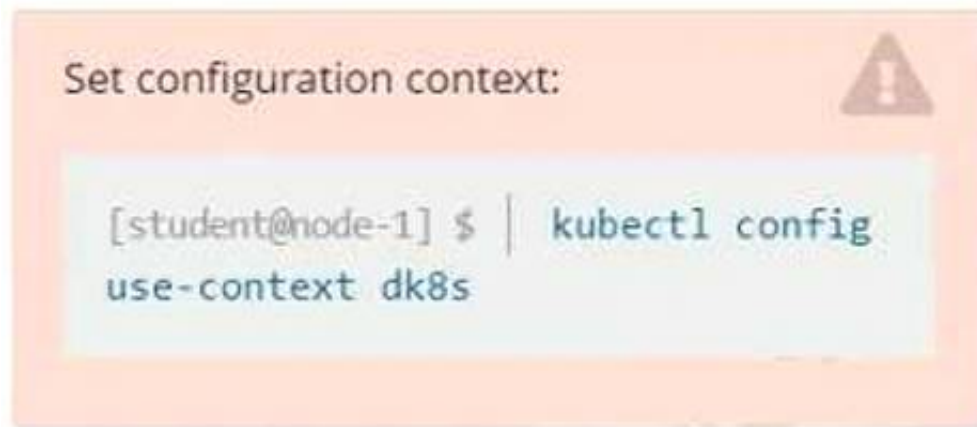 Set configuration context:
[student@node-1] $ | kubectl config
use-context dk8s